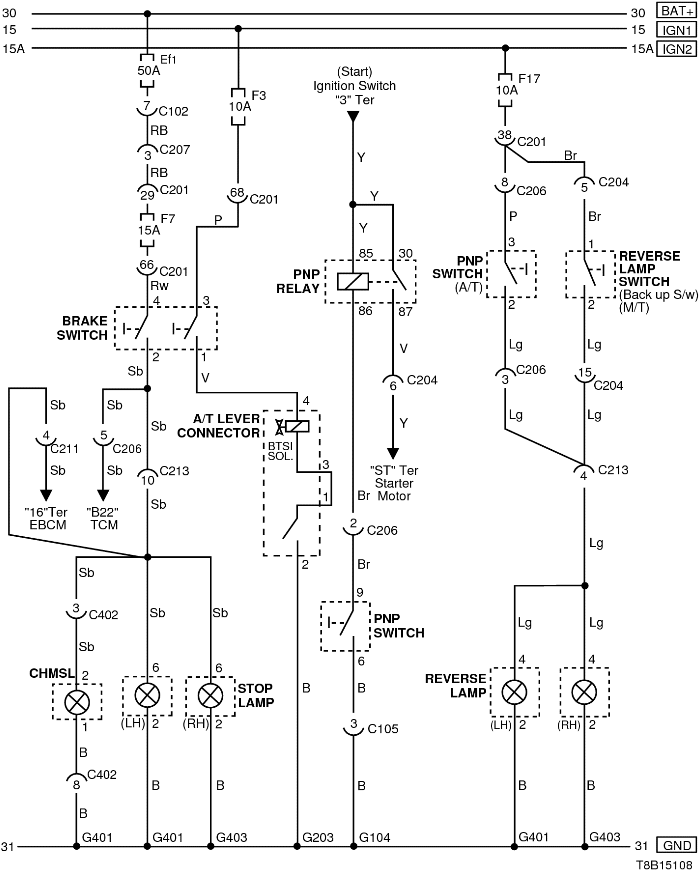 30 30 BAT+
15 15 IGN1
15A 15A IGN2
Ef1
50A
F3
10A
(Start)
Ignition Switch
"3" Ter
F17
10A
7 C102
RB
3 C207
RB
29 C201
F7
15A
66 C201
Rw
68 C201
P
Y
Y
Y
38 C201
Br
8 C206
5 C204
P
Br
BRAKE
SWITCH
4 3
2 1
Sb
V
PNP
RELAY
85 30
86 87
V
6 C204
Y
"ST" Ter
Starter
Motor
PNP
SWITCH
(A/T)
3
2
REVERSE
LAMP
SWITCH
(Back up S/w)
(M/T)
1
2
Lg
Lg
3 C206
15 C204
Lg
Lg
4 C213
Sb
4 C211
Sb
"16"Ter
EBCM
Sb
5 C206
Sb
"B22"
TCM
Sb
10 C213
Sb
A/T LEVER
CONNECTOR
4
BTSI
SOL.
3
1
2
Br
2 C206
Br
9
PNP
SWITCH
6
B
3 C105
B
Lg
Lg
Lg
Sb
3 C402
Sb
Sb
Sb
CHMSL
2
1
B
8 C402
B
6
(LH) 2
B
6
STOP
LAMP
(RH) 2
B
B
REVERSE
LAMP
4
(LH) 2
B
4
(RH) 2
B
31 G401 G401 G403 G203 G104 G401 G403 31 GND
T8B15108